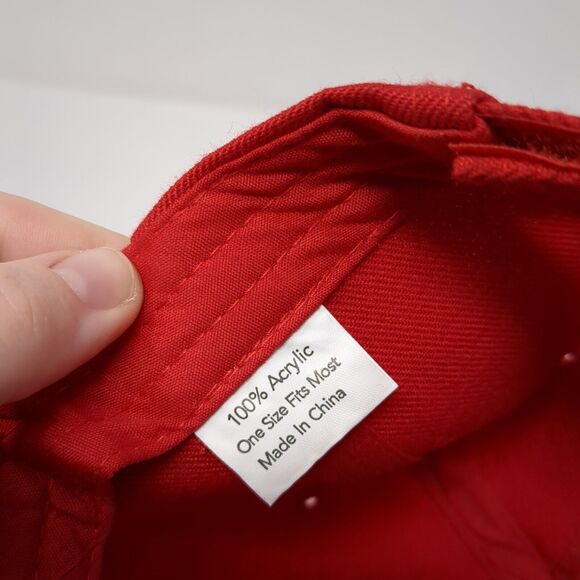 100% Acrylic
One Size Fits Most
Made In China